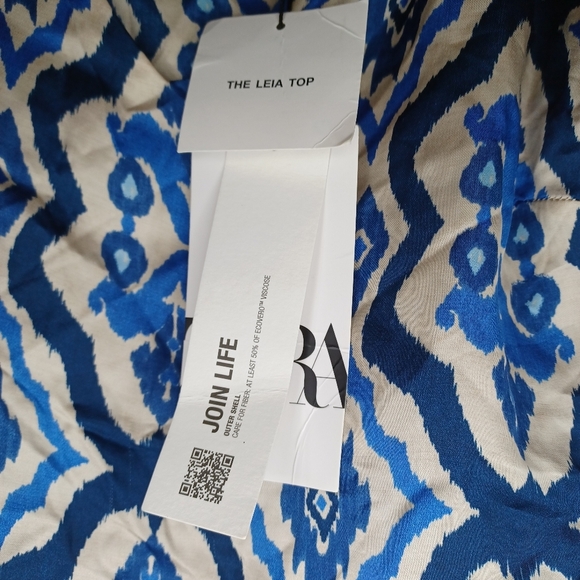 THE LEIA TOP
RA
JOIN LIFE
OUTER SHELL
CARE FOR FIBER: AT LEAST 50% OF ECOVERO™ VISCOSE